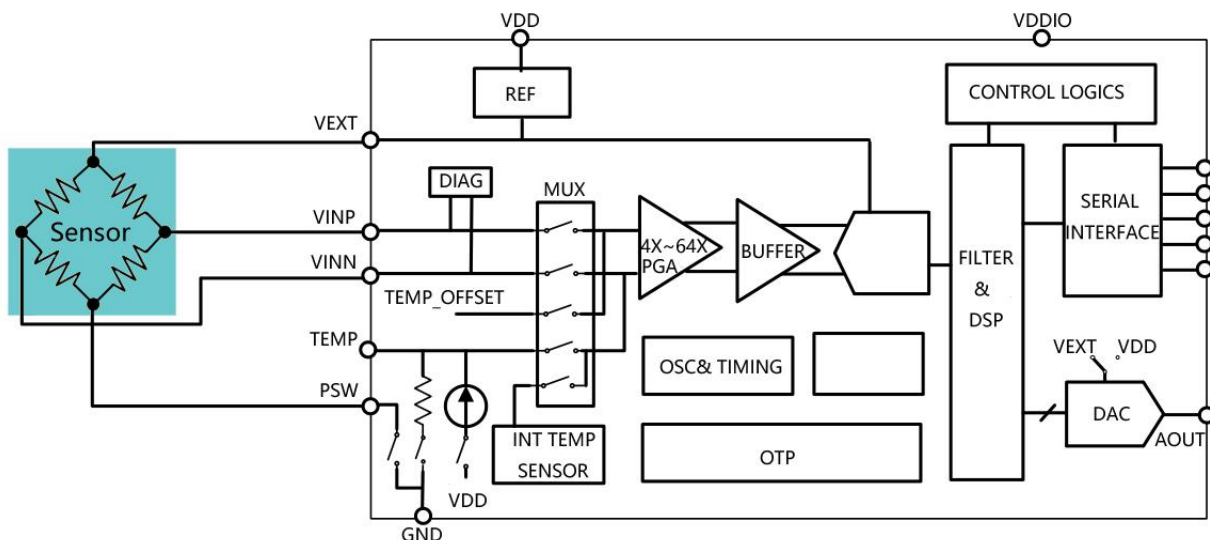 VDD
VDDIO
REF
CONTROL LOGICS
VEXT
DIAG
MUX
VINP
Sensor
4X~64X
PGA
BUFFER
SERIAL
INTERFACE
VINN
FILTER
&
DSP
TEMP_OFFSET
TEMP
OSC& TIMING
VEXT
VDD
PSW
DAC
INT TEMP
SENSOR
OTP
AOUT
VDD
GND